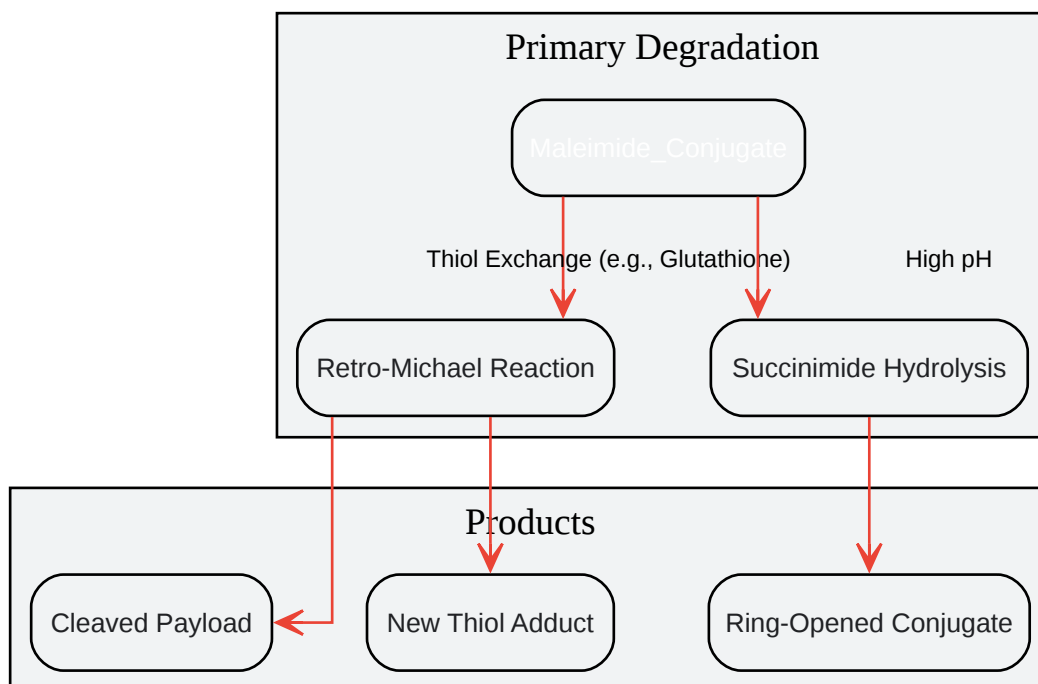 Primary Degradation
Maleimide_Conjugate
Thiol Exchange (e.g., Glutathione)
High pH
Retro-Michael Reaction
Succinimide Hydrolysis
Products
Cleaved Payload
New Thiol Adduct
Ring-Opened Conjugate